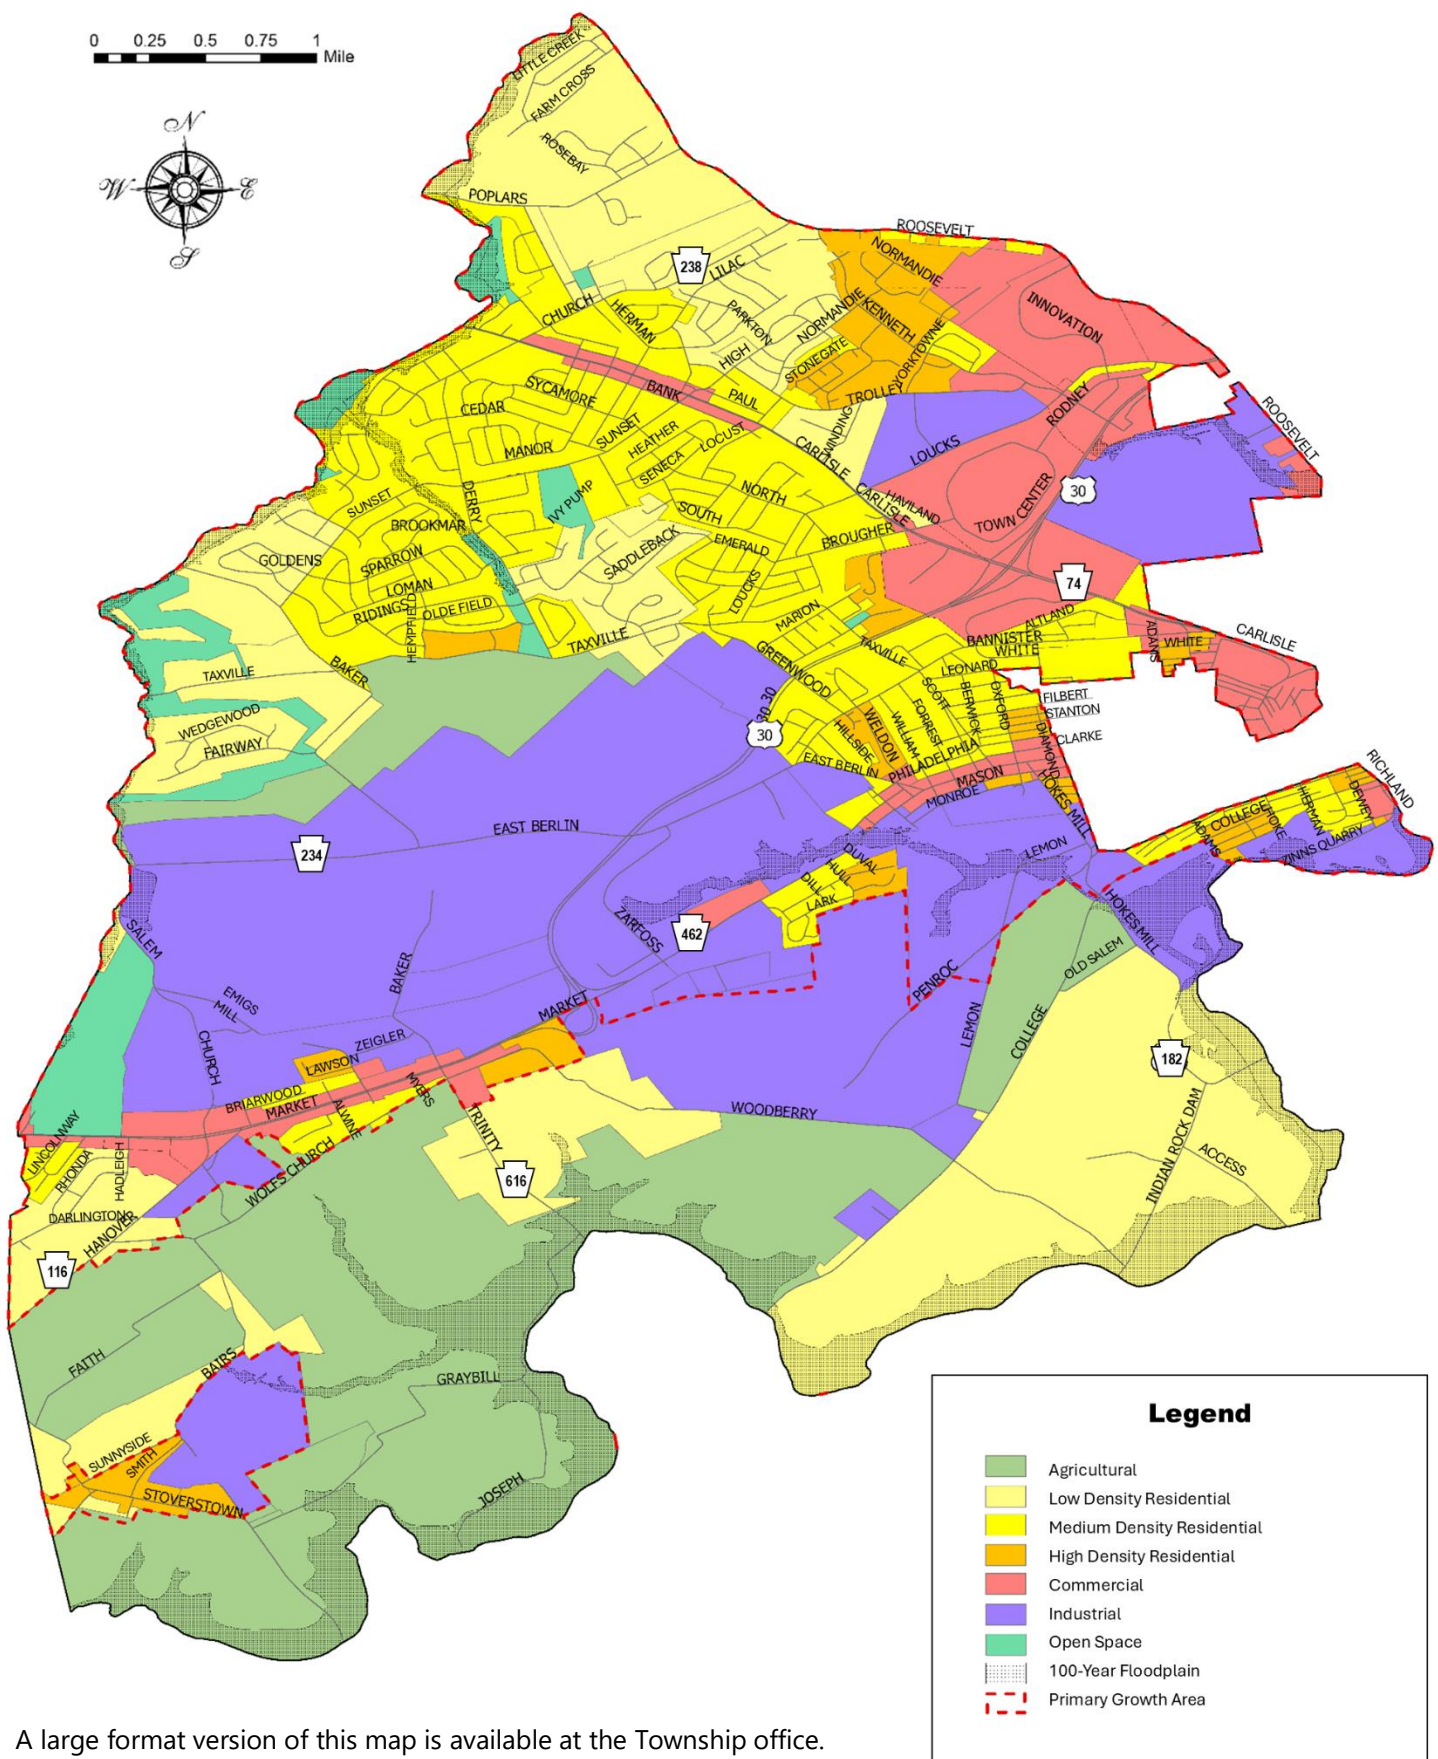 0 0.25 0.5 0.75 1
Mile
N
W E
S
LITTLE CREEK
FARM CROSS
ROSEBAY
POPLARS
ROOSEVELT
238
LILAC
NORMANDIE
CHURCH
HERMAN
PARKTON
NORMANDIE
KENNETH
INNOVATION
HIGH
STONEGATE
YORKTOWNE
SYCAMORE
BANK
PAUL
TROLLEY
RODNEY
CEDAR
WINDING
ROOSEVELT
MANOR
SUNSET
HEATHER
LOCUST
CARLISLE
LOUCKS
SENECA
SUNSET
DERRY
IVY PUMP
NORTH
CARLISLE
HAVILAND
TOWN CENTER
30
BROOKMAR
SOUTH
BROUGHER
GOLDENS
SPARROW
SADDLEBACK
EMERALD
LOMAN
LOUCKS
74
RIDINGS
OLDE FIELD
HEMPFIELD
MARION
ALTLAND
TAXVILLE
TAXVILLE
BANNISTER
WHITE
ADAMS
WHITE
CARLISLE
TAXVILLE
BAKER
GREENWOOD
LEONARD
SCOTT
BERWICK
OXFORD
FILBERT
STANTON
WEDGEWOOD
30 30
30
FAIRWAY
HILLSIDE
WELDON
WILLIAM
FORREST
DIAMOND
CLARKE
EAST BERLIN
PHILADELPHIA
MASON
MONROE
HOKES MILL
RICHLAND
DEWEY
HERMAN
HOKE
COLLEGE
ADAMS
ZINNS QUARRY
EAST BERLIN
234
LEMON
DUVAL
HULL
DILL
LARK
HOKES MILL
ZARFOSS
462
SALEM
OLD SALEM
BAKER
PENROC
EMIGS
MILL
MARKET
LEMON
COLLEGE
CHURCH
ZEIGLER
LAWSON
182
BRIARWOOD
MARKET
ALWINE
MYERS
TRINITY
WOODBERRY
LINCOLNWAY
RHONDA
HADLEIGH
WOLFS CHURCH
616
INDIAN ROCK DAM
ACCESS
DARLINGTON
HANOVER
116
FAITH
BAIRS
GRAYBILL
SUNNYSIDE
SMITH
STOVERSTOWN
JOSEPH
Legend
Agricultural
Low Density Residential
Medium Density Residential
High Density Residential
Commercial
Industrial
Open Space
100-Year Floodplain
Primary Growth Area
A large format version of this map is available at the Township office.